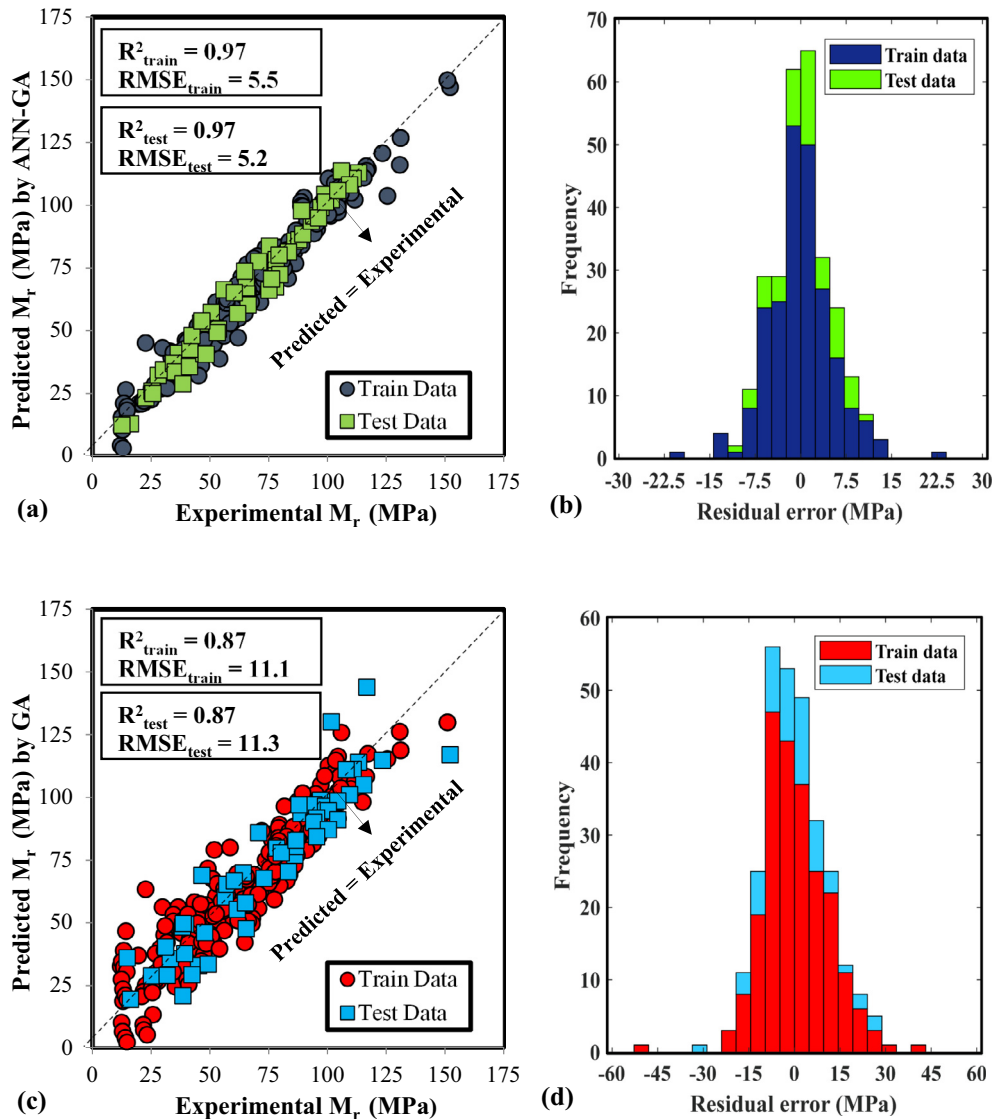 R²train = 0.97
RMSEtrain = 5.5
R²test = 0.97
RMSEtest = 5.2
Predicted Mr (MPa) by ANN-GA
175
150
125
100
75
50
25
0
Predicted = Experimental
Train Data
Test Data
0 25 50 75 100 125 150 175
Experimental Mr (MPa)
(a)
Train data
Test data
Frequency
70
60
50
40
30
20
10
0
-30 -22.5 -15 -7.5 0 7.5 15 22.5 30
Residual error (MPa)
(b)
R²train = 0.87
RMSEtrain = 11.1
R²test = 0.87
RMSEtest = 11.3
Predicted Mr (MPa) by GA
175
150
125
100
75
50
25
0
Predicted = Experimental
Train Data
Test Data
0 25 50 75 100 125 150 175
Experimental Mr (MPa)
(c)
Train data
Test data
Frequency
60
50
40
30
20
10
0
-60 -45 -30 -15 0 15 30 45 60
Residual error (MPa)
(d)